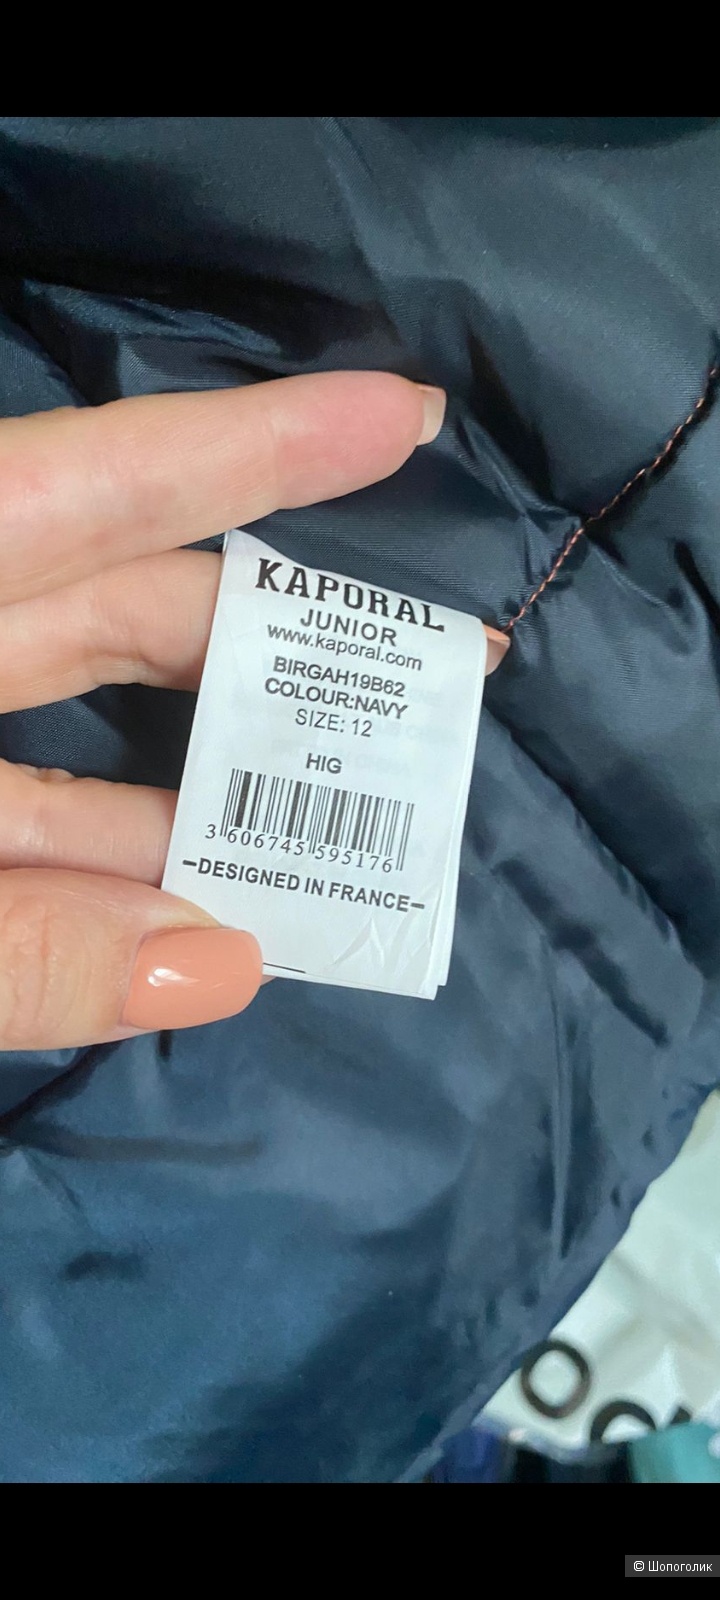 KAPORAL
JUNIOR
www.kaporal.com
BIRGAH19B62
COLOUR:NAVY
SIZE: 12
HIG
3 606745 595176
—DESIGNED IN FRANCE—
© Шопоголик